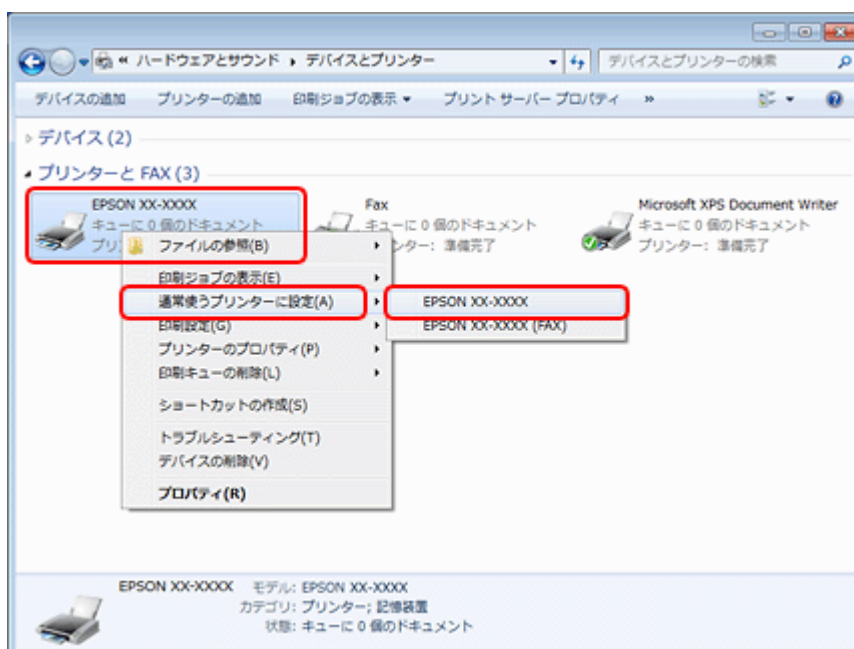 « ハードウェアとサウンド ▸ デバイスとプリンター
デバイスとプリンターの検索
デバイスの追加 プリンターの追加 印刷ジョブの表示 プリント サーバー プロパティ »
デバイス (2)
プリンターと FAX (3)
EPSON XX-XXXX
キューに 0 個のドキュメント
プリ
Fax
キューに 0 個のドキュメント
ンター: 準備完了
Microsoft XPS Document Writer
キューに 0 個のドキュメント
プリンター: 準備完了
ファイルの参照(B)
印刷ジョブの表示(E)
通常使うプリンターに設定(A)
EPSON XX-XXXX
EPSON XX-XXXX (FAX)
印刷設定(G)
プリンターのプロパティ(P)
印刷キューの削除(L)
ショートカットの作成(S)
トラブルシューティング(T)
デバイスの削除(V)
プロパティ(R)
EPSON XX-XXXX モデル: EPSON XX-XXXX
カテゴリ: プリンター; 記憶装置
状態: キューに 0 個のドキュメント